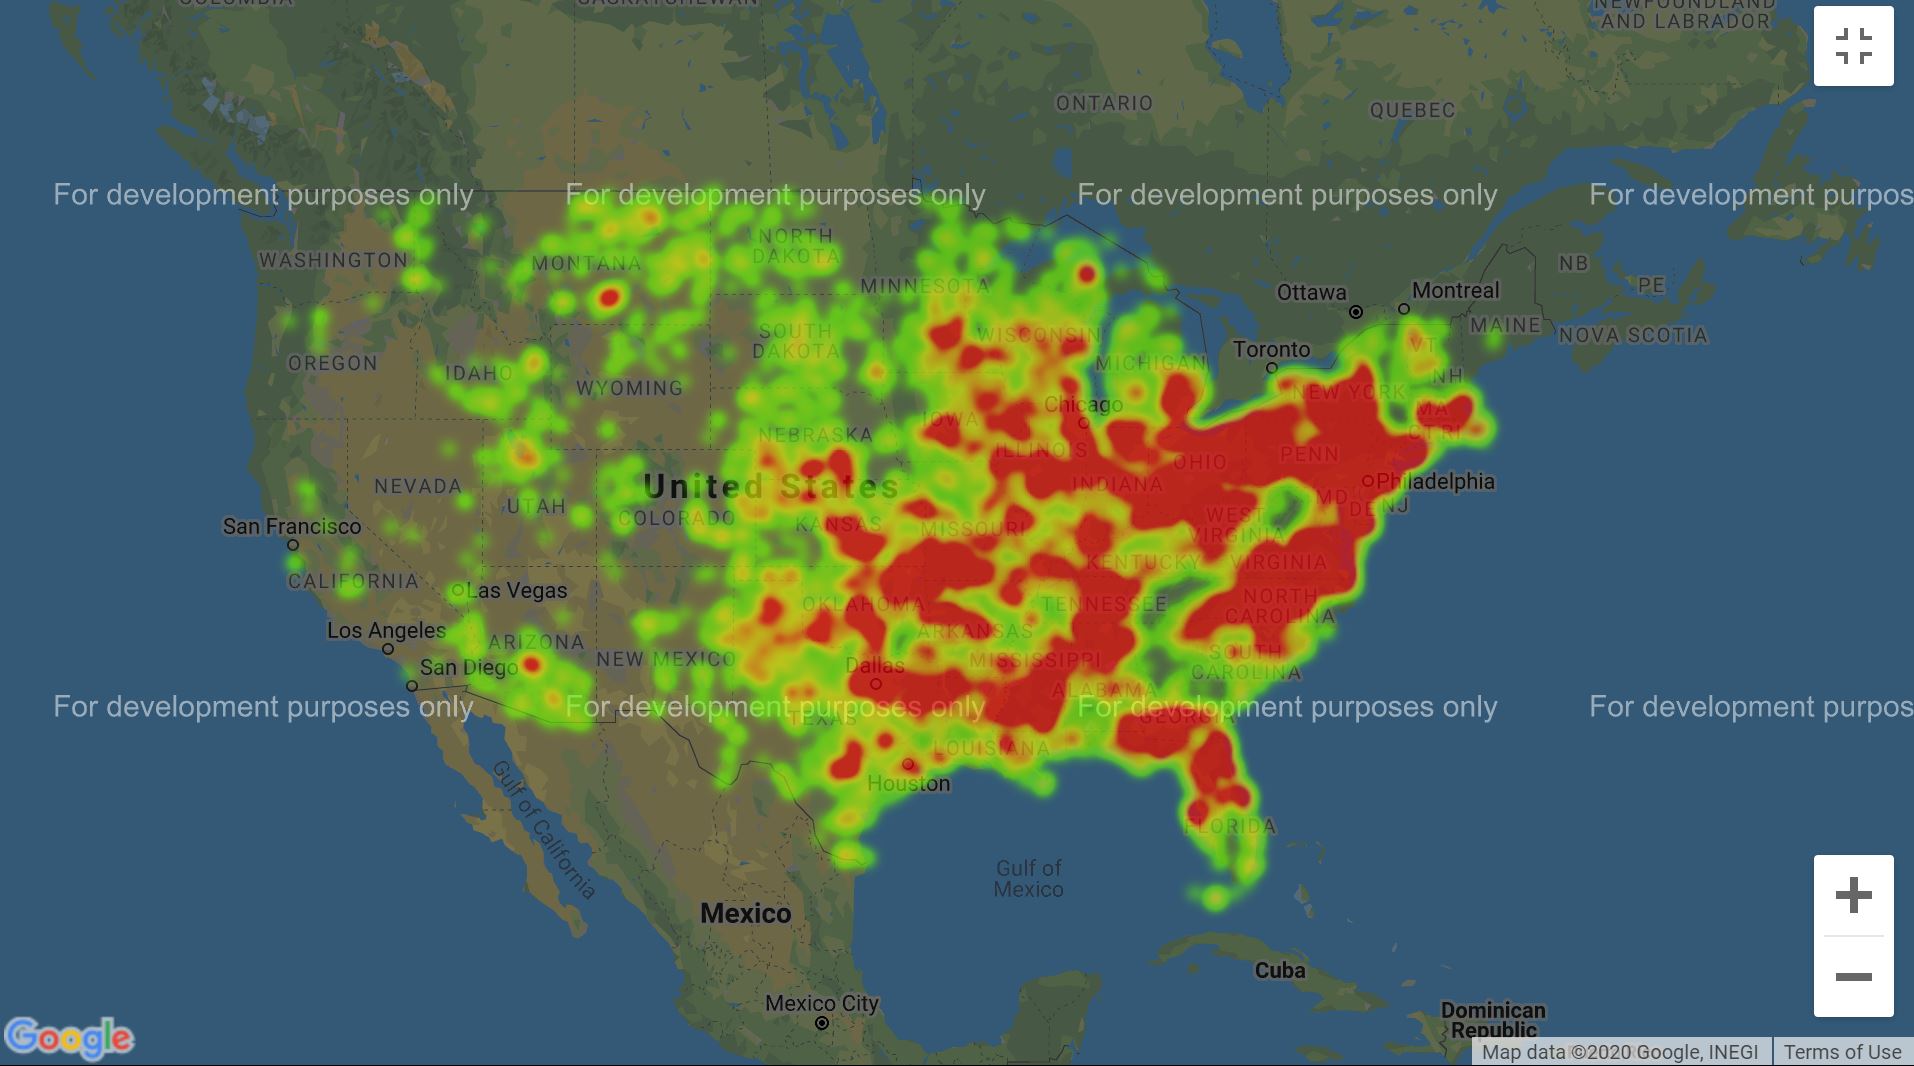 COLUMBIA
SASKATCHEWAN
NEWFOUNDLAND
AND LABRADOR
ONTARIO
QUEBEC
For development purposes only
For development purposes only
For development purposes only
For development purpos
WASHINGTON
MONTANA
NORTH
DAKOTA
MINNESOTA
NB
PE
Ottawa
Montreal
MAINE
NOVA SCOTIA
OREGON
IDAHO
WYOMING
SOUTH
DAKOTA
WISCONSIN
MICHIGAN
Toronto
VT
NH
NEW YORK
MA
CT RI
Chicago
IOWA
NEBRASKA
ILLINOIS
INDIANA
OHIO
PENN
Philadelphia
MD
DE NJ
NEVADA
UTAH
United States
COLORADO
KANSAS
MISSOURI
WEST
VIRGINIA
KENTUCKY
VIRGINIA
San Francisco
CALIFORNIA
Las Vegas
OKLAHOMA
TENNESSEE
NORTH
CAROLINA
Los Angeles
ARIZONA
NEW MEXICO
ARKANSAS
SOUTH
CAROLINA
San Diego
Dallas
MISSISSIPPI
ALABAMA
For development purposes only
For development purposes only
For development purposes only
For development purpos
TEXAS
GEORG
LOUISIANA
Houston
FLORIDA
Gulf of California
Gulf of
Mexico
Mexico
Cuba
Mexico City
Dominican
Republic
Google
Map data ©2020 Google, INEGI
Terms of Use